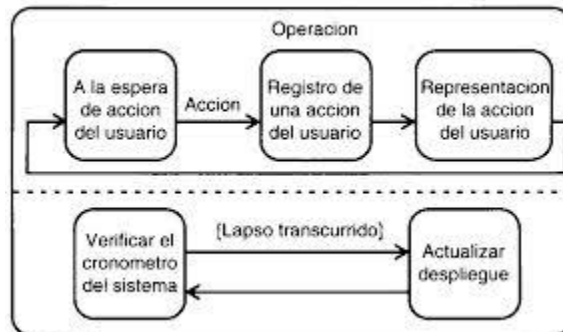 Operacion
A la espera
de accion
del usuario
Accion
Registro de
una accion
del usuario
Representacion
de la accion
del usuario
Verificar el
cronometro
del sistema
[Lapso transcurrido]
Actualizar
despliegue